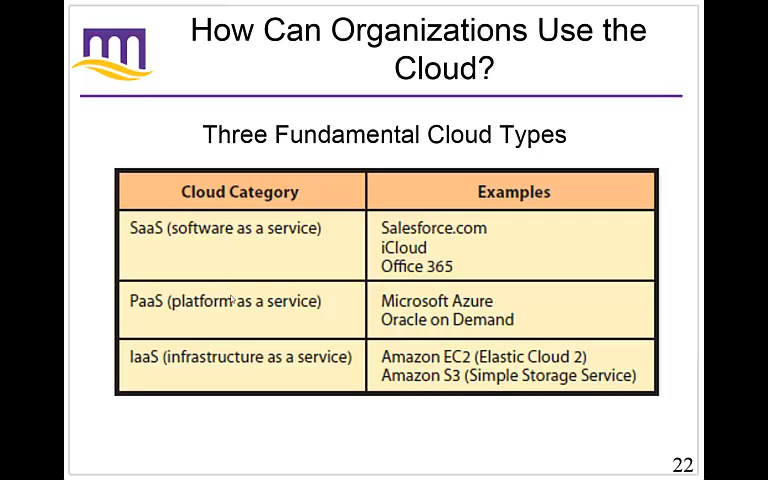 How Can Organizations Use the
Cloud?
Three Fundamental Cloud Types
Cloud Category
Examples
SaaS (software as a service)
Salesforce.com
iCloud
Office 365
PaaS (platform as a service)
Microsoft Azure
Oracle on Demand
IaaS (infrastructure as a service)
Amazon EC2 (Elastic Cloud 2)
Amazon S3 (Simple Storage Service)
22